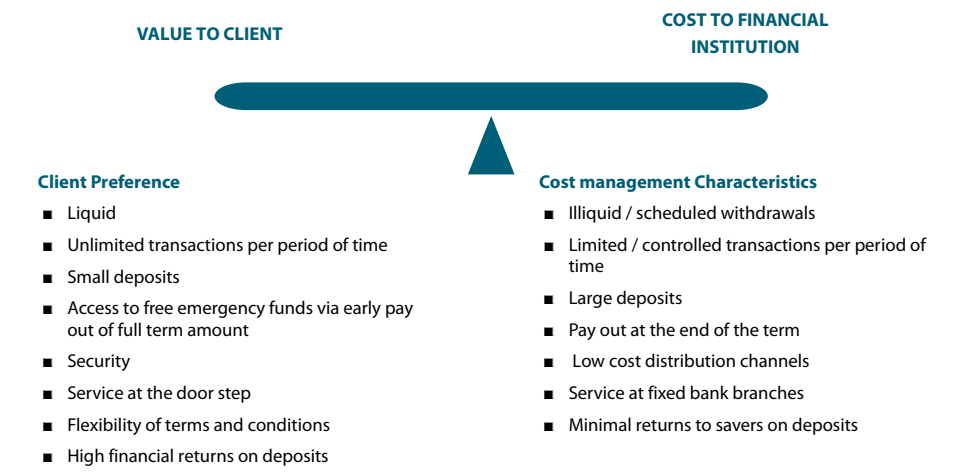 VALUE TO CLIENT
COST TO FINANCIAL
INSTITUTION
Client Preference
■ Liquid
■ Unlimited transactions per period of time
■ Small deposits
■ Access to free emergency funds via early pay
out of full term amount
■ Security
■ Service at the door step
■ Flexibility of terms and conditions
■ High financial returns on deposits
Cost management Characteristics
■ Illiquid / scheduled withdrawals
■ Limited / controlled transactions per period of
time
■ Large deposits
■ Pay out at the end of the term
■ Low cost distribution channels
■ Service at fixed bank branches
■ Minimal returns to savers on deposits